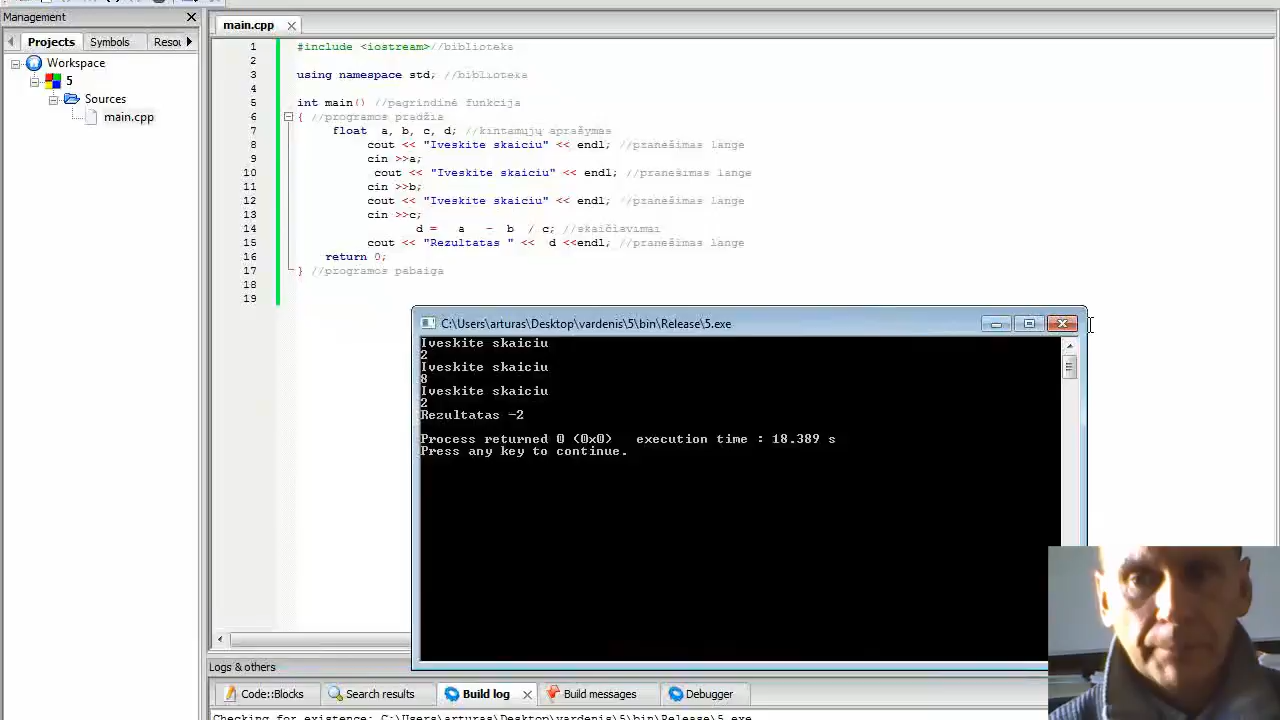 Management
main.cpp
Projects Symbols Resou
Workspace
5
Sources
main.cpp
1 #include <iostream>//biblioteka
2
3 using namespace std; //biblioteka
4
5 int main() //pagrindinė funkcija
6 { //programos pradžia
7 float a, b, c, d; //kintamųjų aprašymas
8 cout << "Iveskite skaiciu" << endl; //pranešimas lange
9 cin >>a;
10 cout << "Iveskite skaiciu" << endl; //pranešimas lange
11 cin >>b;
12 cout << "Iveskite skaiciu" << endl; //pranešimas lange
13 cin >>c;
14 d = a - b / c; //skaičiavimai
15 cout << "Rezultatas " << d <<endl; //pranešimas lange
16 return 0;
17 } //programos pabaiga
18
19
C:\Users\arturas\Desktop\vardenis\5\bin\Release\5.exe
Iveskite skaiciu
2
Iveskite skaiciu
8
Iveskite skaiciu
2
Rezultatas -2
Process returned 0 (0x0) execution time : 18.389 s
Press any key to continue.
Logs & others
Code::Blocks Search results Build log Build messages Debugger
Checking for existence: C:\Users\arturas\Desktop\vardenis\5\bin\Release\5.exe